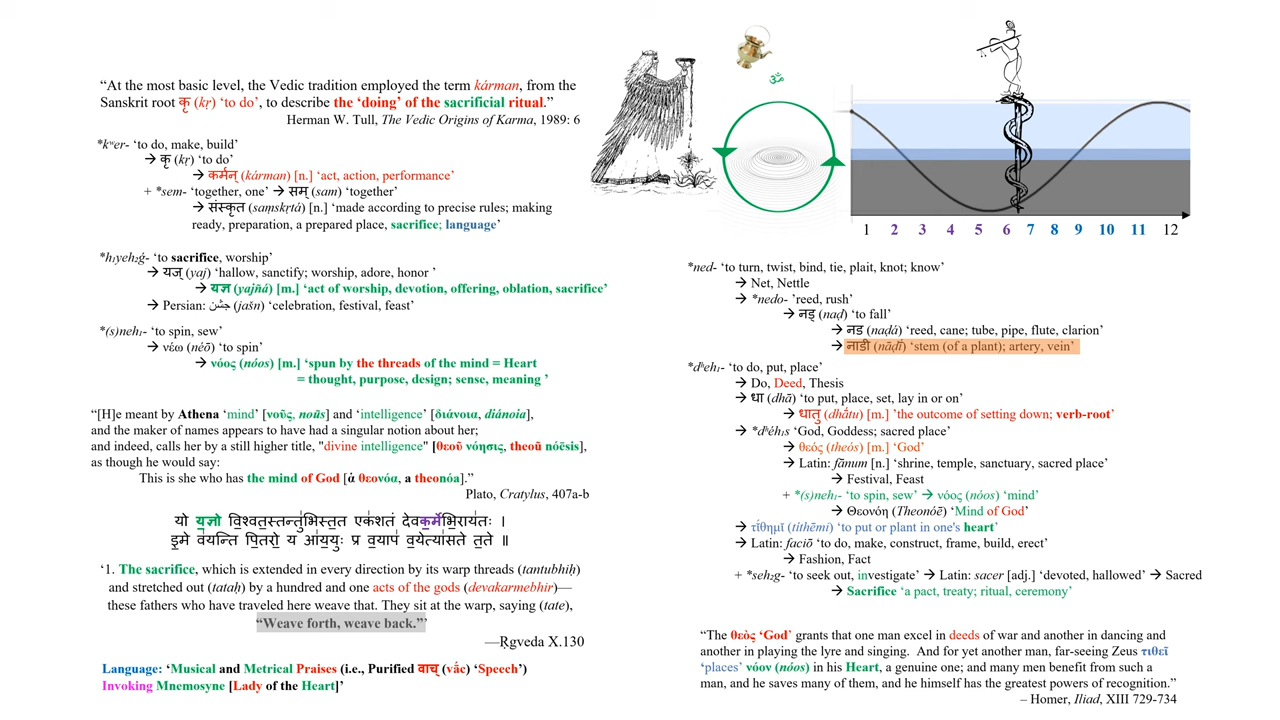 “At the most basic level, the Vedic tradition employed the term kárman, from the
Sanskrit root कृ (kṛ) ‘to do’, to describe the ‘doing’ of the sacrificial ritual.”
Herman W. Tull, The Vedic Origins of Karma, 1989: 6
*kʷer- ‘to do, make, build’
→ कृ (kṛ) ‘to do’
→ कर्मन् (kárman) [n.] ‘act, action, performance’
+ *sem- ‘together, one’ → सम् (sam) ‘together’
→ संस्कृत (saṃskṛtá) [n.] ‘made according to precise rules; making
ready, preparation, a prepared place, sacrifice; language’
*h₁yeh₂ǵ- ‘to sacrifice, worship’
→ यज् (yaj) ‘hallow, sanctify; worship, adore, honor ’
→ यज्ञ (yajñá) [m.] ‘act of worship, devotion, offering, oblation, sacrifice’
→ Persian: جشن (jašn) ‘celebration, festival, feast’
*(s)neh₁- ‘to spin, sew’
→ νέω (néō) ‘to spin’
→ νόος (nóos) [m.] ‘spun by the threads of the mind = Heart
= thought, purpose, design; sense, meaning ’
“[H]e meant by Athena ‘mind’ [νοῦς, noũs] and ‘intelligence’ [διάνοια, diánoia],
and the maker of names appears to have had a singular notion about her;
and indeed, calls her by a still higher title, "divine intelligence" [θεοῦ νόησις, theoũ nóēsis],
as though he would say:
This is she who has the mind of God [ἁ θεονόα, a theonóa].”
Plato, Cratylus, 407a-b
यो य॒ज्ञो वि॒श्वत॒स्तन्तु॑भिस्त॒त एक॑शतं देवक॒र्मेभि॒राय॑तः ।
इ॒मे व॑यन्ति पि॒तरो॒ य आ॑य॒युः प्र व॒याप॑ व॒येत्या॑सते त॒ते ॥
‘1. The sacrifice, which is extended in every direction by its warp threads (tantubhiḥ)
and stretched out (tataḥ) by a hundred and one acts of the gods (devakarmebhir)—
these fathers who have traveled here weave that. They sit at the warp, saying (tate),
“Weave forth, weave back.”’
—Ṛgveda X.130
Language: ‘Musical and Metrical Praises (i.e., Purified वाच् (vā́c) ‘Speech’)
Invoking Mnemosyne [Lady of the Heart]’
ॐ
1 2 3 4 5 6 7 8 9 10 11 12
*ned- ‘to turn, twist, bind, tie, plait, knot; know’
→ Net, Nettle
→ *nedo- ’reed, rush’
→ नड् (naḍ) ‘to fall’
→ नड (naḍá) ‘reed, cane; tube, pipe, flute, clarion’
→ नाडी (nāḍī́) ‘stem (of a plant); artery, vein’
*dʰeh₁- ‘to do, put, place’
→ Do, Deed, Thesis
→ धा (dhā) ‘to put, place, set, lay in or on’
→ धातु (dhā́tu) [m.] ’the outcome of setting down; verb-root’
→ *dʰéh₁s ‘God, Goddess; sacred place’
→ θεός (theós) [m.] ‘God’
→ Latin: fānum [n.] ‘shrine, temple, sanctuary, sacred place’
→ Festival, Feast
+ *(s)neh₁- ‘to spin, sew’ → νόος (nóos) ‘mind’
→ Θεονόη (Theonóē) ‘Mind of God’
→ τίθημῐ (títhēmi) ‘to put or plant in one's heart’
→ Latin: faciō ‘to do, make, construct, frame, build, erect’
→ Fashion, Fact
+ *seh₂g- ‘to seek out, investigate’ → Latin: sacer [adj.] ‘devoted, hallowed’ → Sacred
→ Sacrifice ‘a pact, treaty; ritual, ceremony’
“The θεὸς ‘God’ grants that one man excel in deeds of war and another in dancing and
another in playing the lyre and singing.  And for yet another man, far-seeing Zeus τιθεῖ
‘places’ νόον (nóos) in his Heart, a genuine one; and many men benefit from such a
man, and he saves many of them, and he himself has the greatest powers of recognition.”
– Homer, Iliad, XIII 729-734